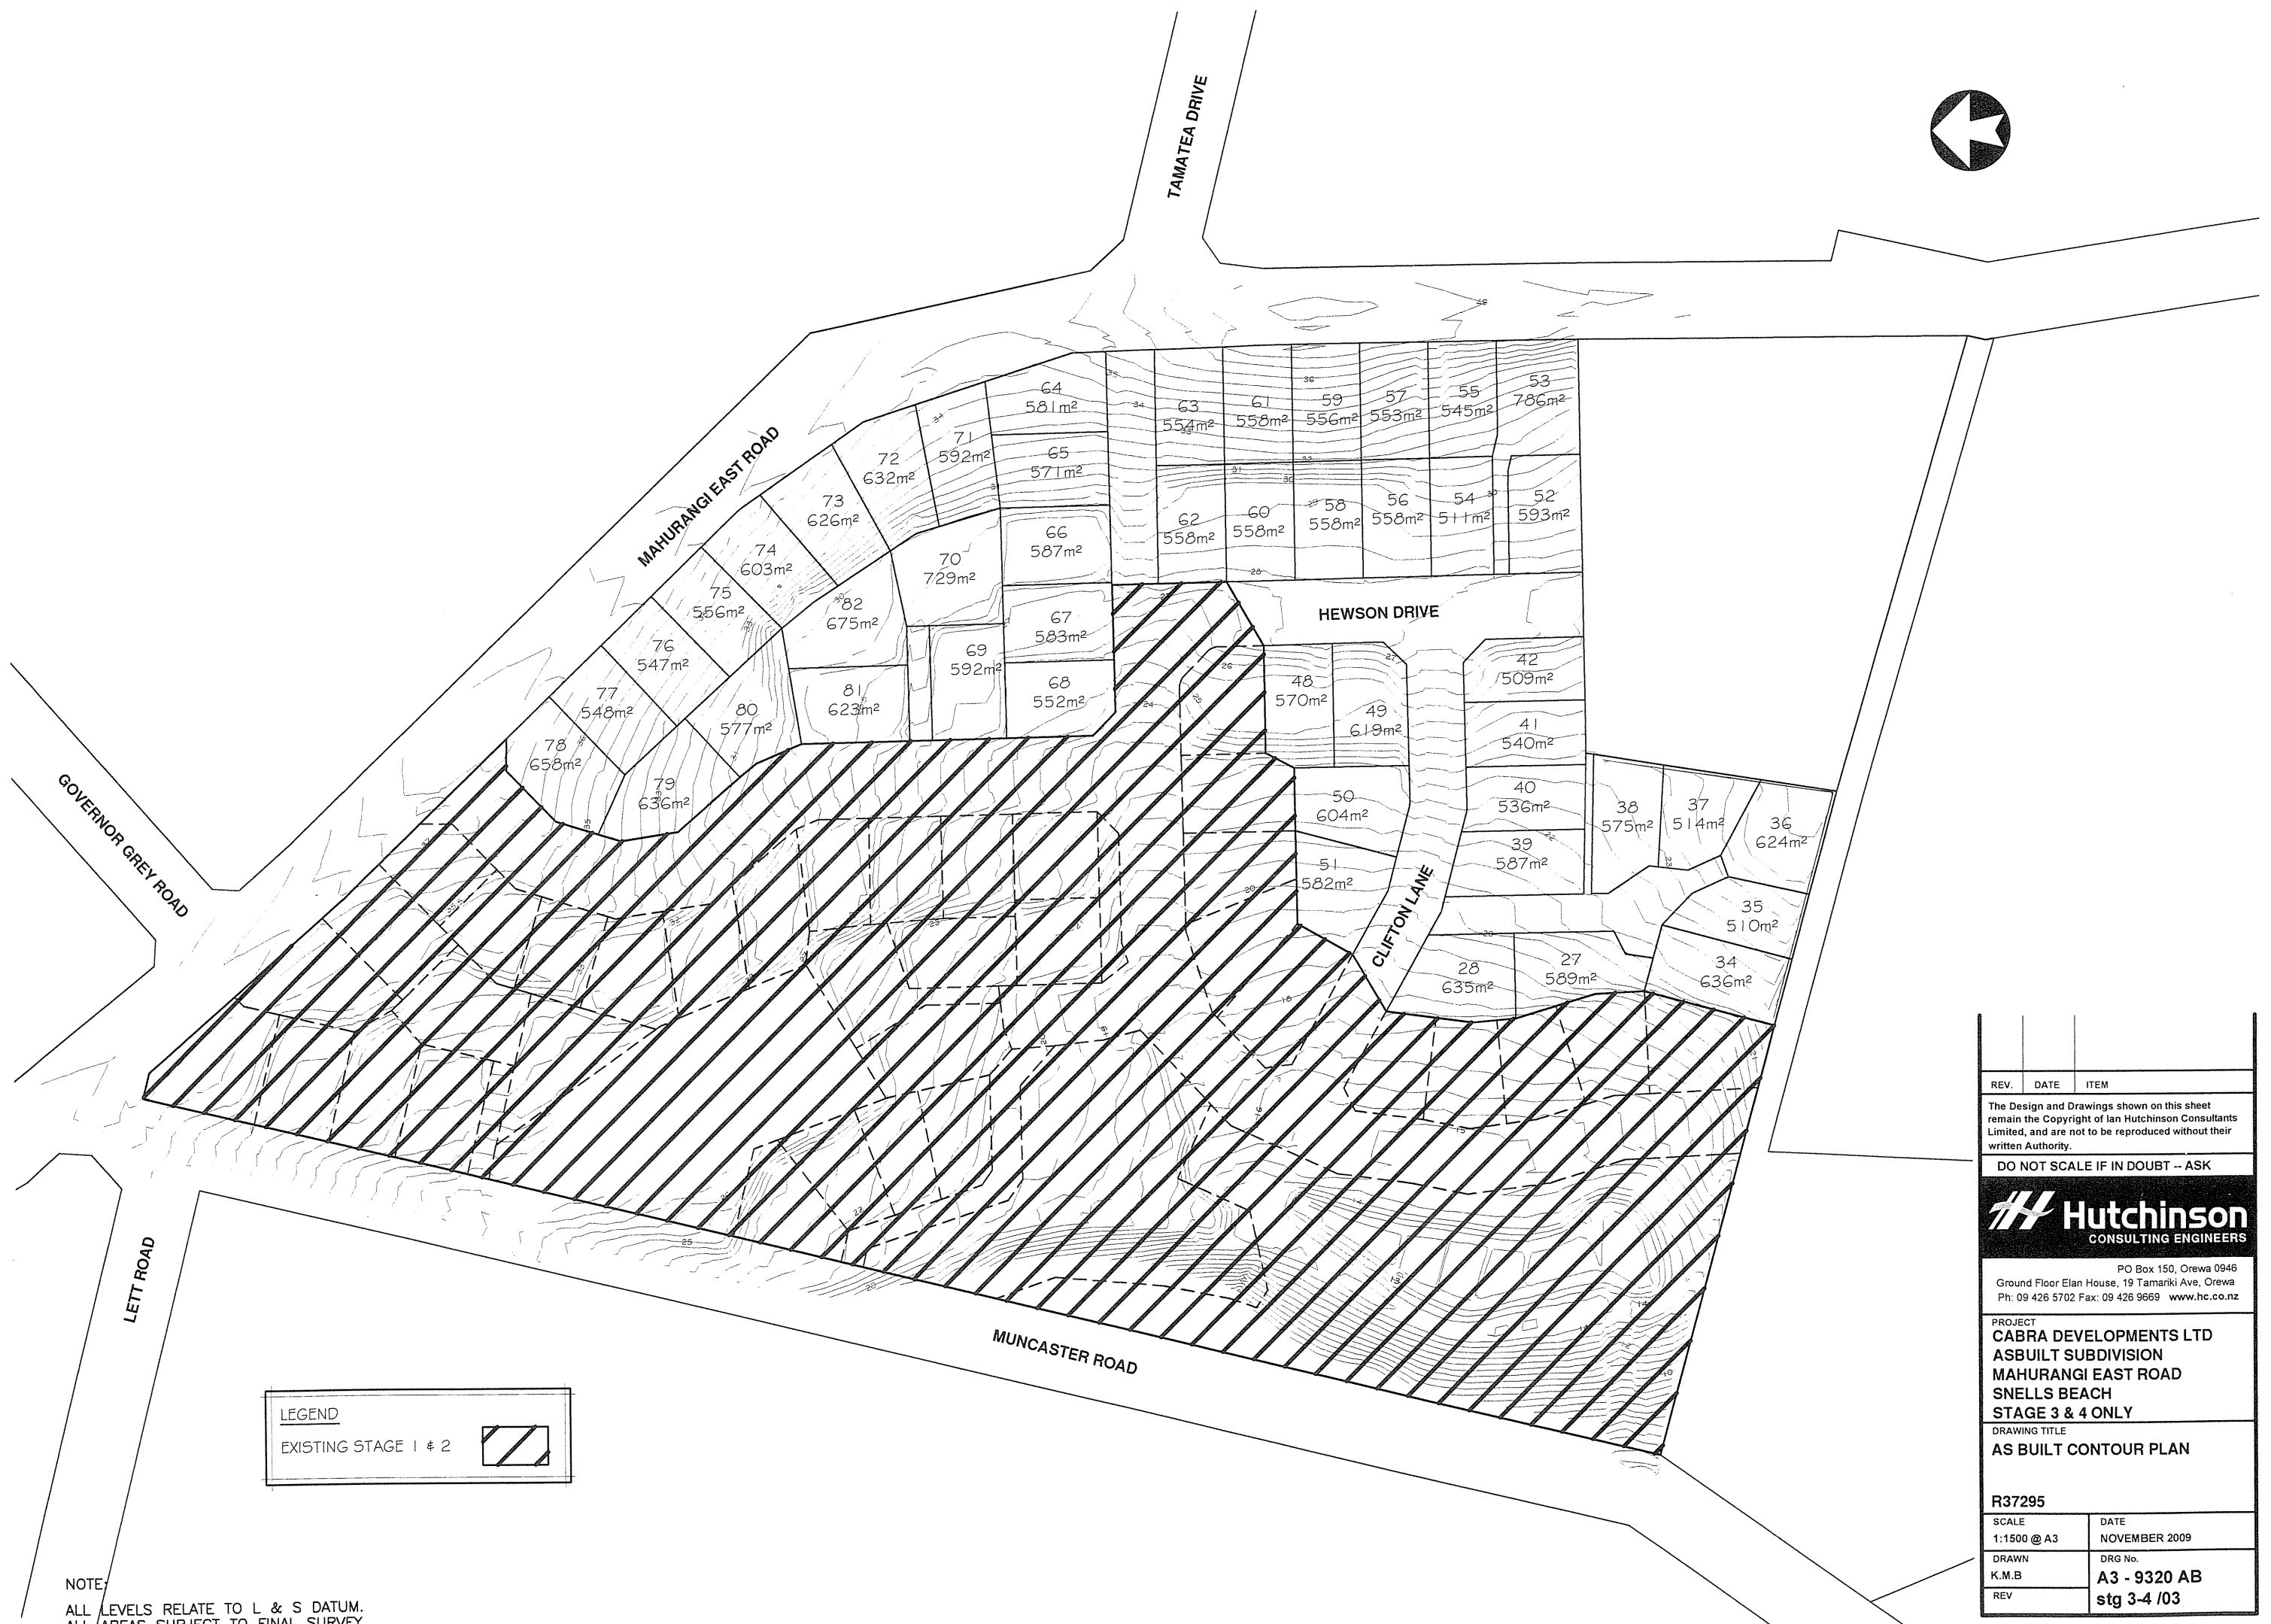 TAMATEA DRIVE
MAHURANGI EAST ROAD
GOVERNOR GREY ROAD
LETT ROAD
MUNCASTER ROAD
HEWSON DRIVE
CLIFTON LANE
64
581m²
65
571m²
66
587m²
67
583m²
68
552m²
69
592m²
70
729m²
71
592m²
72
632m²
73
626m²
74
603m²
75
556m²
76
547m²
77
548m²
78
658m²
79
636m²
80
577m²
81
623m²
82
675m²
63
554m²
61
558m²
59
556m²
57
553m²
55
545m²
53
786m²
62
558m²
60
558m²
58
558m²
56
558m²
54
511m²
52
593m²
48
570m²
49
619m²
50
604m²
51
582m²
42
509m²
41
540m²
40
536m²
39
587m²
38
575m²
37
514m²
36
624m²
35
510m²
34
636m²
28
635m²
27
589m²
LEGEND
EXISTING STAGE 1 & 2
NOTE:
ALL LEVELS RELATE TO L & S DATUM.
ALL AREAS SUBJECT TO FINAL SURVEY
REV. DATE ITEM
The Design and Drawings shown on this sheet
remain the Copyright of Ian Hutchinson Consultants
Limited, and are not to be reproduced without their
written Authority.
DO NOT SCALE IF IN DOUBT -- ASK
Hutchinson
CONSULTING ENGINEERS
PO Box 150, Orewa 0946
Ground Floor Elan House, 19 Tamariki Ave, Orewa
Ph: 09 426 5702 Fax: 09 426 9669 www.hc.co.nz
PROJECT
CABRA DEVELOPMENTS LTD
ASBUILT SUBDIVISION
MAHURANGI EAST ROAD
SNELLS BEACH
STAGE 3 & 4 ONLY
DRAWING TITLE
AS BUILT CONTOUR PLAN
R37295
SCALE
1:1500 @ A3
DATE
NOVEMBER 2009
DRAWN
K.M.B
DRG No.
A3 - 9320 AB
stg 3-4 /03
REV